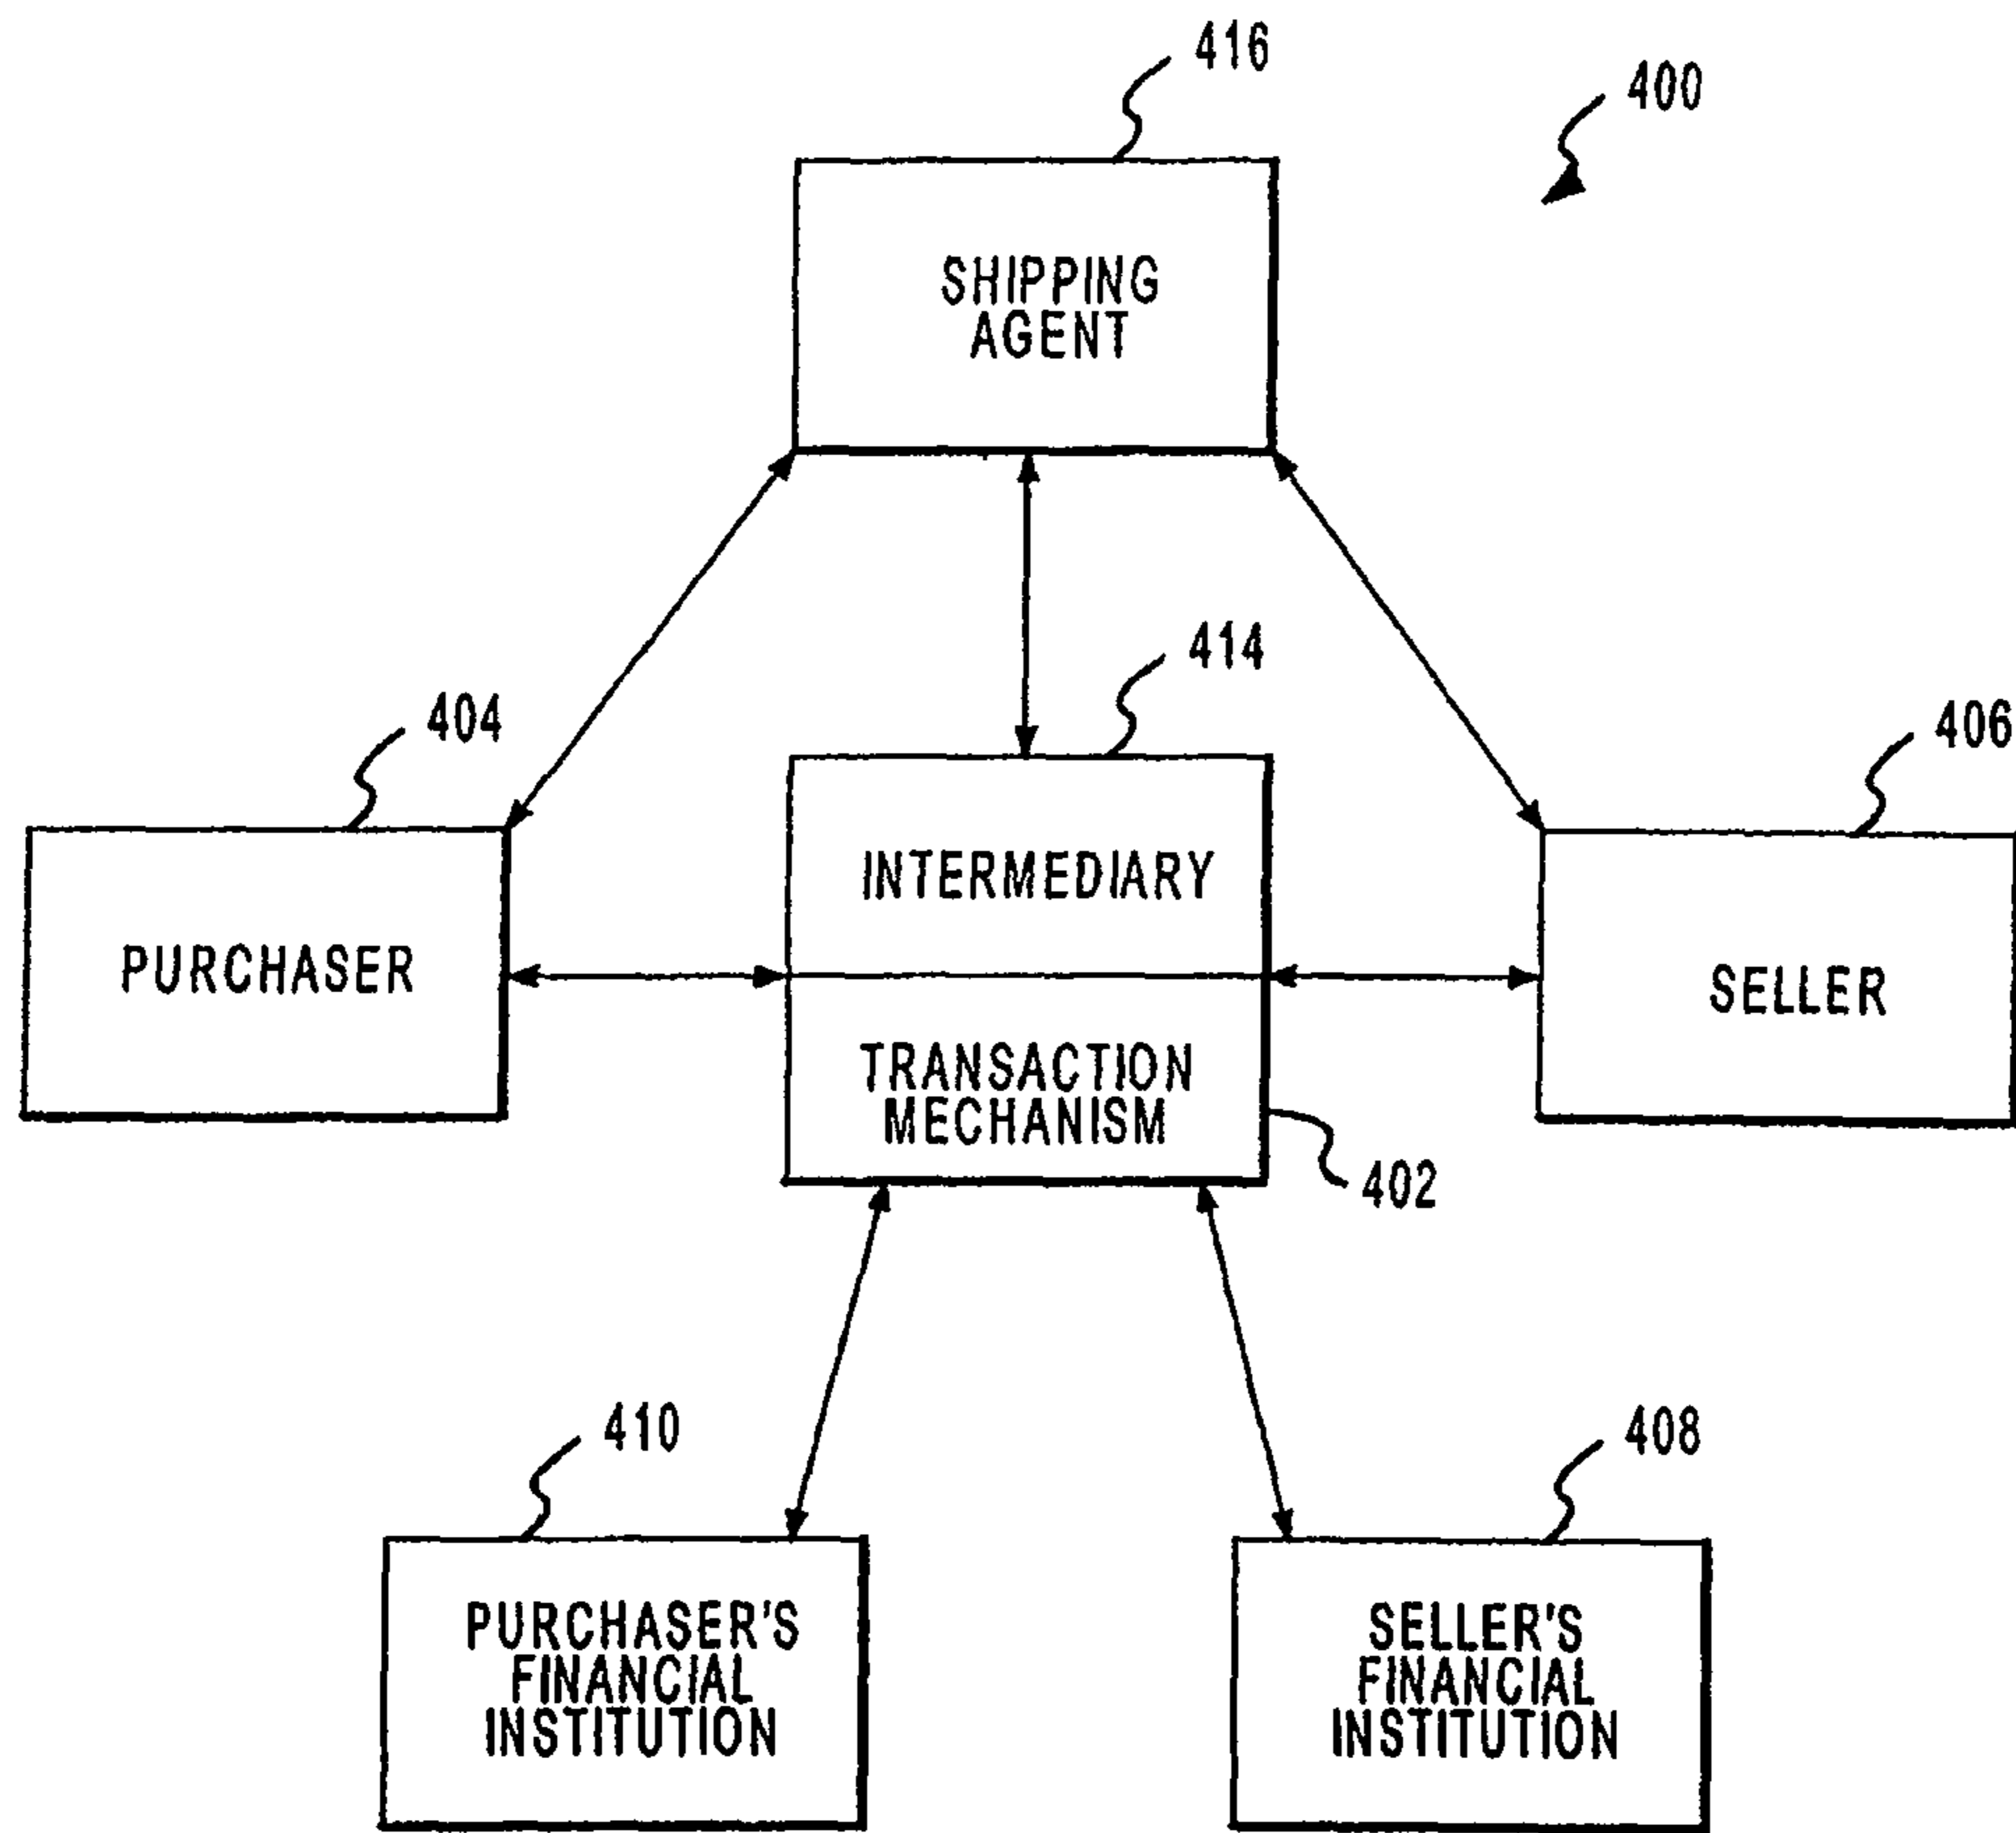 416
400
SHIPPING
AGENT
414
404
406
INTERMEDIARY
PURCHASER
SELLER
TRANSACTION
MECHANISM
402
410
408
PURCHASER'S
FINANCIAL
INSTITUTION
SELLER'S
FINANCIAL
INSTITUTION